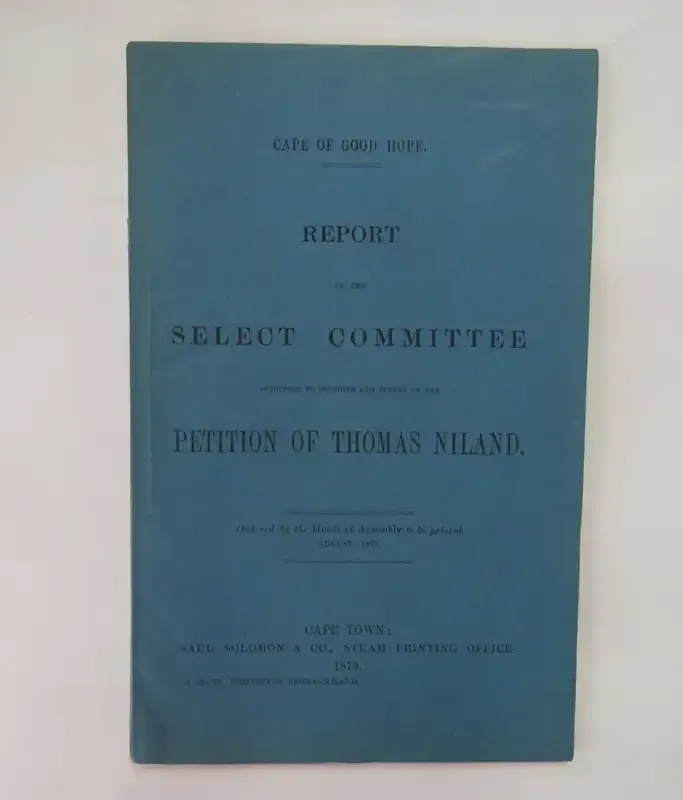 CAPE OF GOOD HOPE.
REPORT
OF THE
SELECT COMMITTEE
APPOINTED TO CONSIDER AND REPORT ON THE
PETITION OF THOMAS NILAND.
Ordered by the House of Assembly to be printed,
AUGUST 1879.
CAPE TOWN:
SAUL SOLOMON & CO., STEAM PRINTING OFFICE.
1879.
PETITION OF THOMAS NILAND.